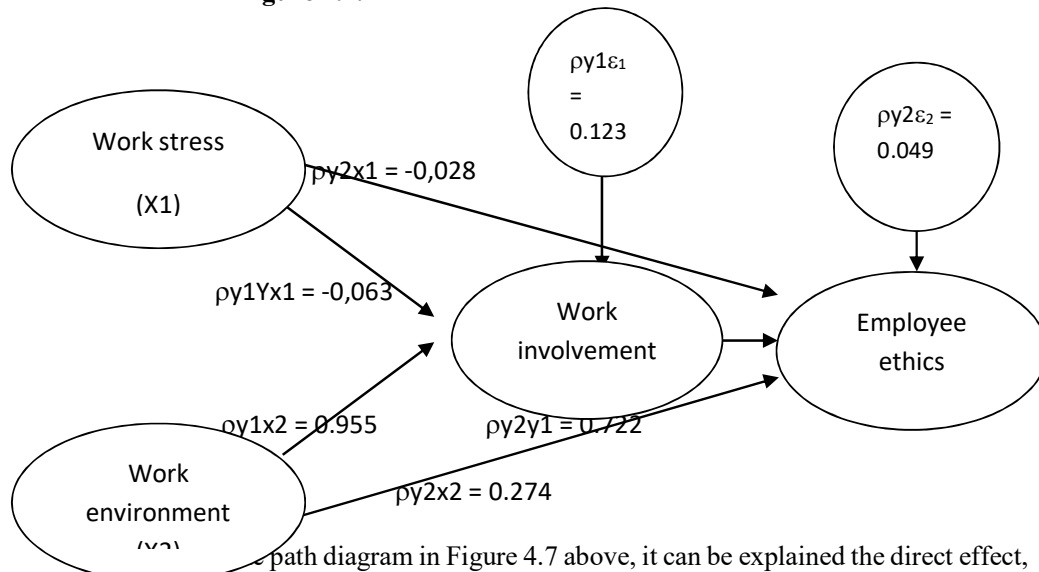 ρy1ε₁
=
0.123
ρy2ε₂ =
0.049
Work stress
(X1)
ρy2x1 = -0,028
ρy1Yx1 = -0,063
Work
involvement
Employee
ethics
ρy1x2 = 0.955
ρy2y1 = 0.722
Work
environment
ρy2x2 = 0.274
path diagram in Figure 4.7 above, it can be explained the direct effect,